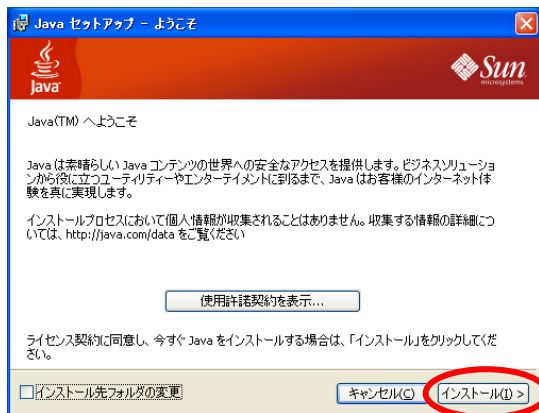 Java セットアップ - ようこそ
Java
Sun
microsystems
Java(TM) へようこそ
Java は素晴らしい Java コンテンツの世界への安全なアクセスを提供します。ビジネスソリューショ
ンから役に立つユーティリティーやエンターテイメントに到るまで、Java はお客様のインターネット体
験を真に実現します。
インストールプロセスにおいて個人情報が収集されることはありません。収集する情報の詳細につ
いては、http://java.com/data をご覧ください
使用許諾契約を表示...
ライセンス契約に同意し、今すぐ Java をインストールする場合は、「インストール」をクリックしてくだ
さい。
インストール先フォルダの変更
キャンセル(C)
インストール(I) >